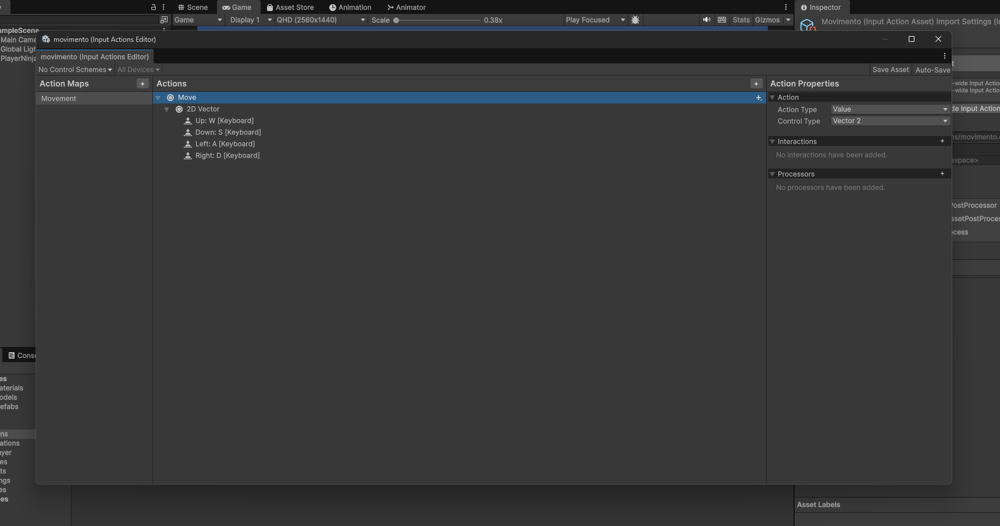 Scene
Game
Asset Store
Animation
Animator
Inspector
Game
Display 1
QHD (2560x1440)
Scale
0.38x
Play Focused
Stats
Gizmos
Movimento (Input Action Asset) Import Settings (I
mpleScene
Main Came
Global Ligh
PlayerNinja
movimento (Input Actions Editor)
movimento (Input Actions Editor)
No Control Schemes
All Devices
Save Asset
Auto-Save
Action Maps
+
Actions
+
Action Properties
Movement
Move
Action
2D Vector
Action Type
Value
Up: W [Keyboard]
Control Type
Vector 2
Down: S [Keyboard]
Left: A [Keyboard]
Interactions
+
Right: D [Keyboard]
No interactions have been added.
Processors
+
No processors have been added.
t
-wide Input Action
-wide Input Action
de Input Action
ns/movimento.
espace>
PostProcessor
ssetPostProces
ocess
Conso
es
aterials
odels
efabs
ns
ations
ayer
es
ts
ngs
es
es
Asset Labels